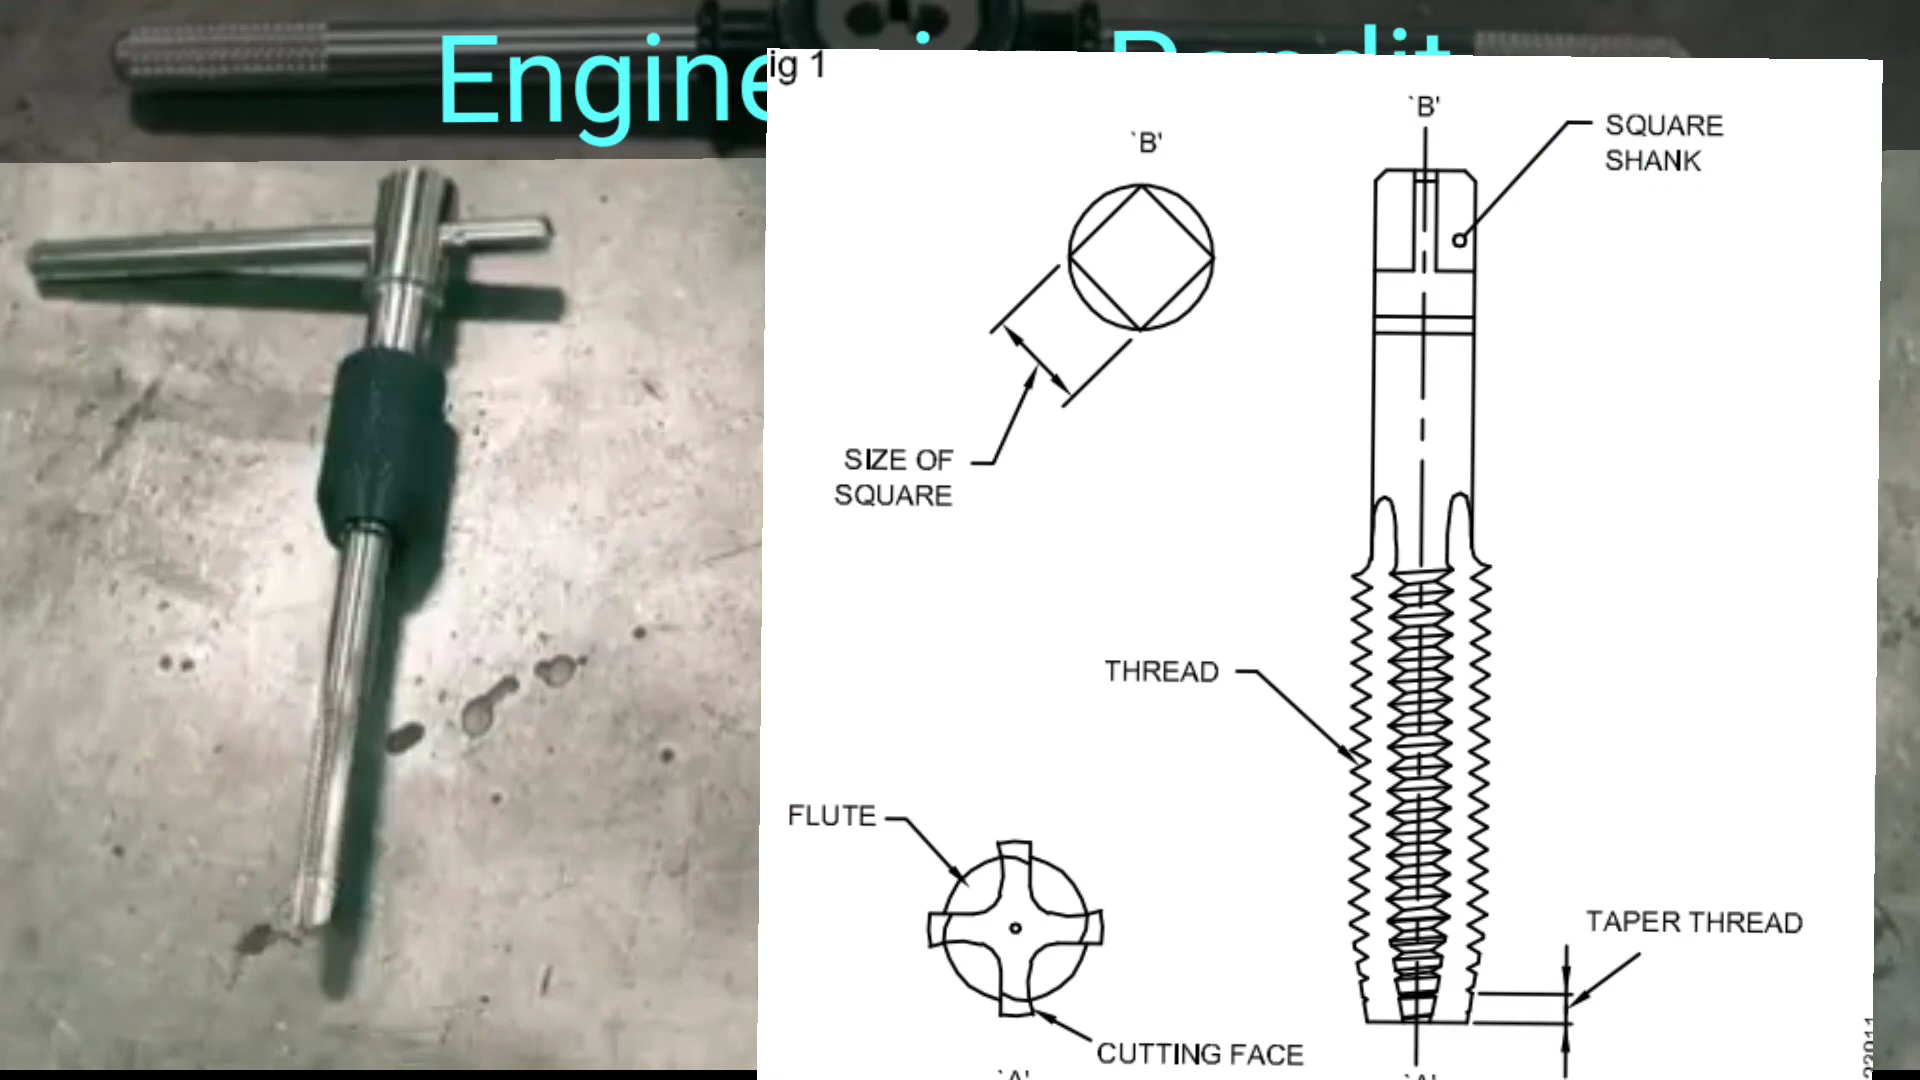 Engine
ig 1
`B'
`B'
SQUARE
SHANK
SIZE OF
SQUARE
THREAD
FLUTE
TAPER THREAD
CUTTING FACE